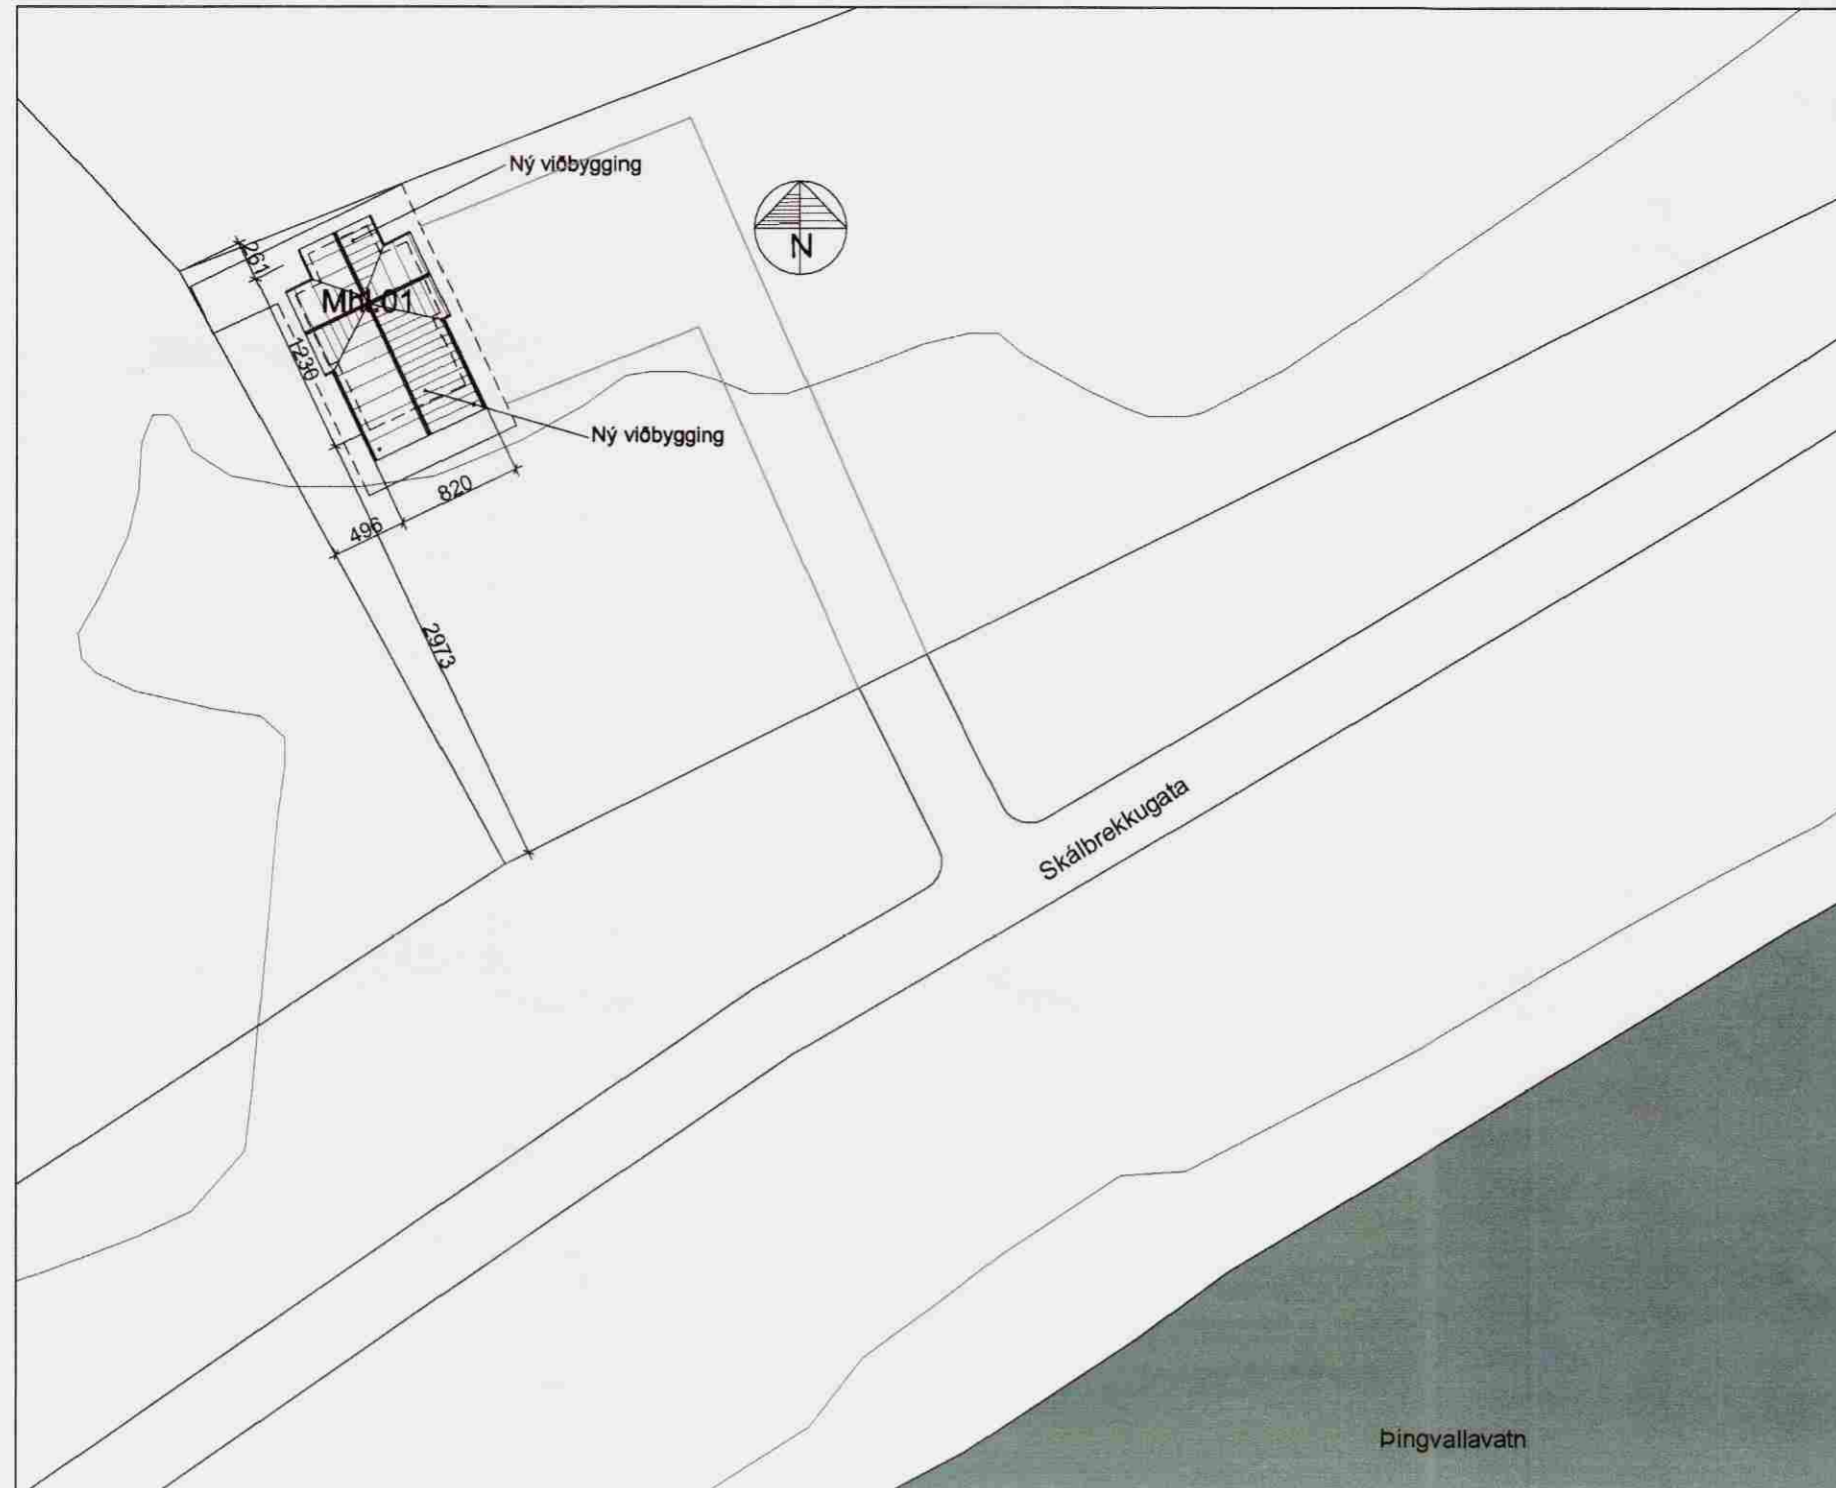 Ný viðbygging
N
261
Mhl.01
1230
Ný viðbygging
820
496
2973
Skálbrekkugata
Þingvallavatn